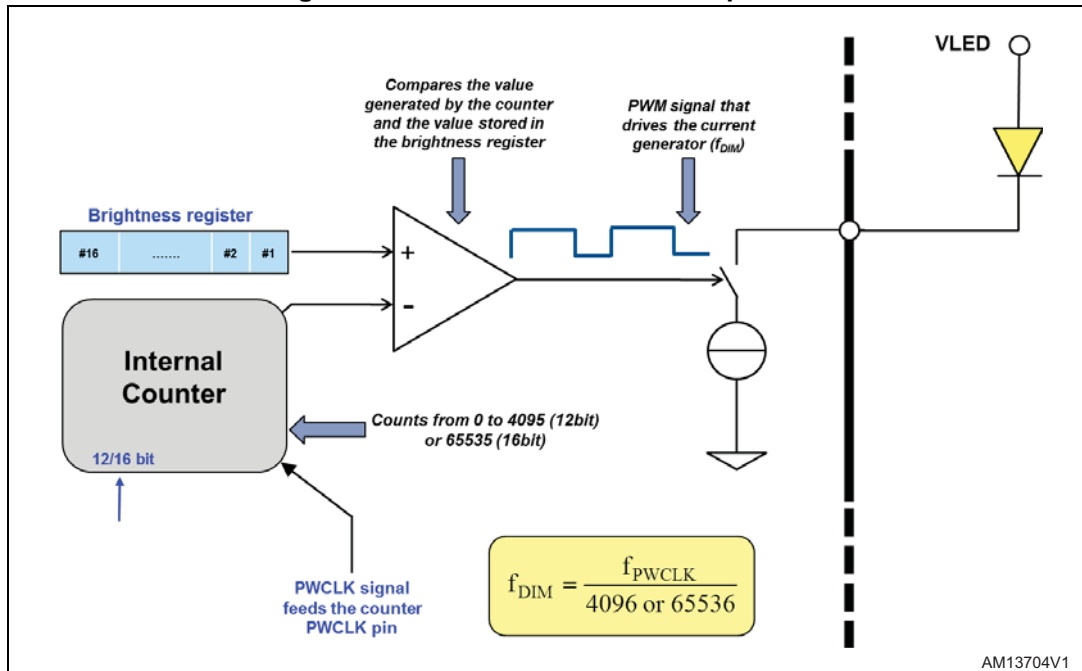 VLED
Compares the value
generated by the counter
and the value stored in
the brightness register
PWM signal that
drives the current
generator (fDIM)
Brightness register
#16 ....... #2 #1
+
-
Internal
Counter
12/16 bit
Counts from 0 to 4095 (12bit)
or 65535 (16bit)
PWCLK signal
feeds the counter
PWCLK pin
fDIM = fPWCLK / 4096 or 65536
AM13704V1